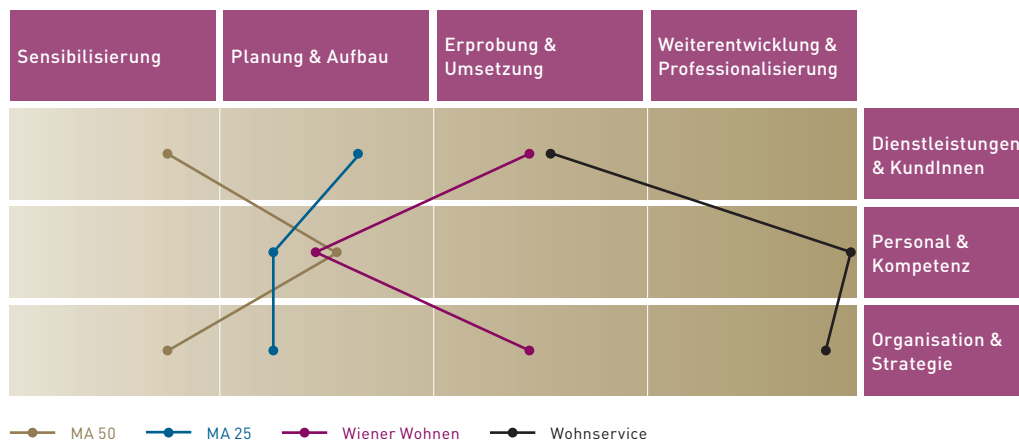 Sensibilisierung
Planung & Aufbau
Erprobung &
Umsetzung
Weiterentwicklung &
Professionalisierung
Dienstleistungen
& KundInnen
Personal &
Kompetenz
Organisation &
Strategie
MA 50
MA 25
Wiener Wohnen
Wohnservice